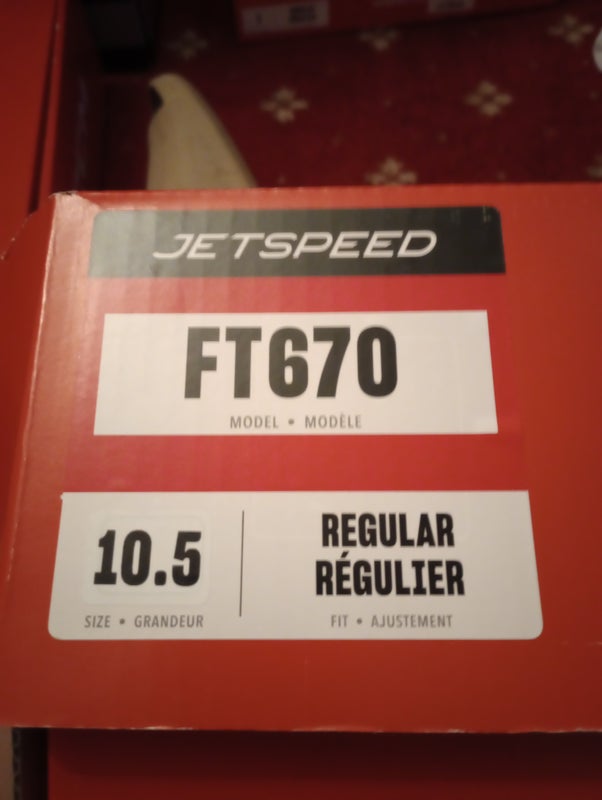 JETSPEED
FT670
MODEL • MODÈLE
10.5
SIZE • GRANDEUR
REGULAR
RÉGULIER
FIT • AJUSTEMENT